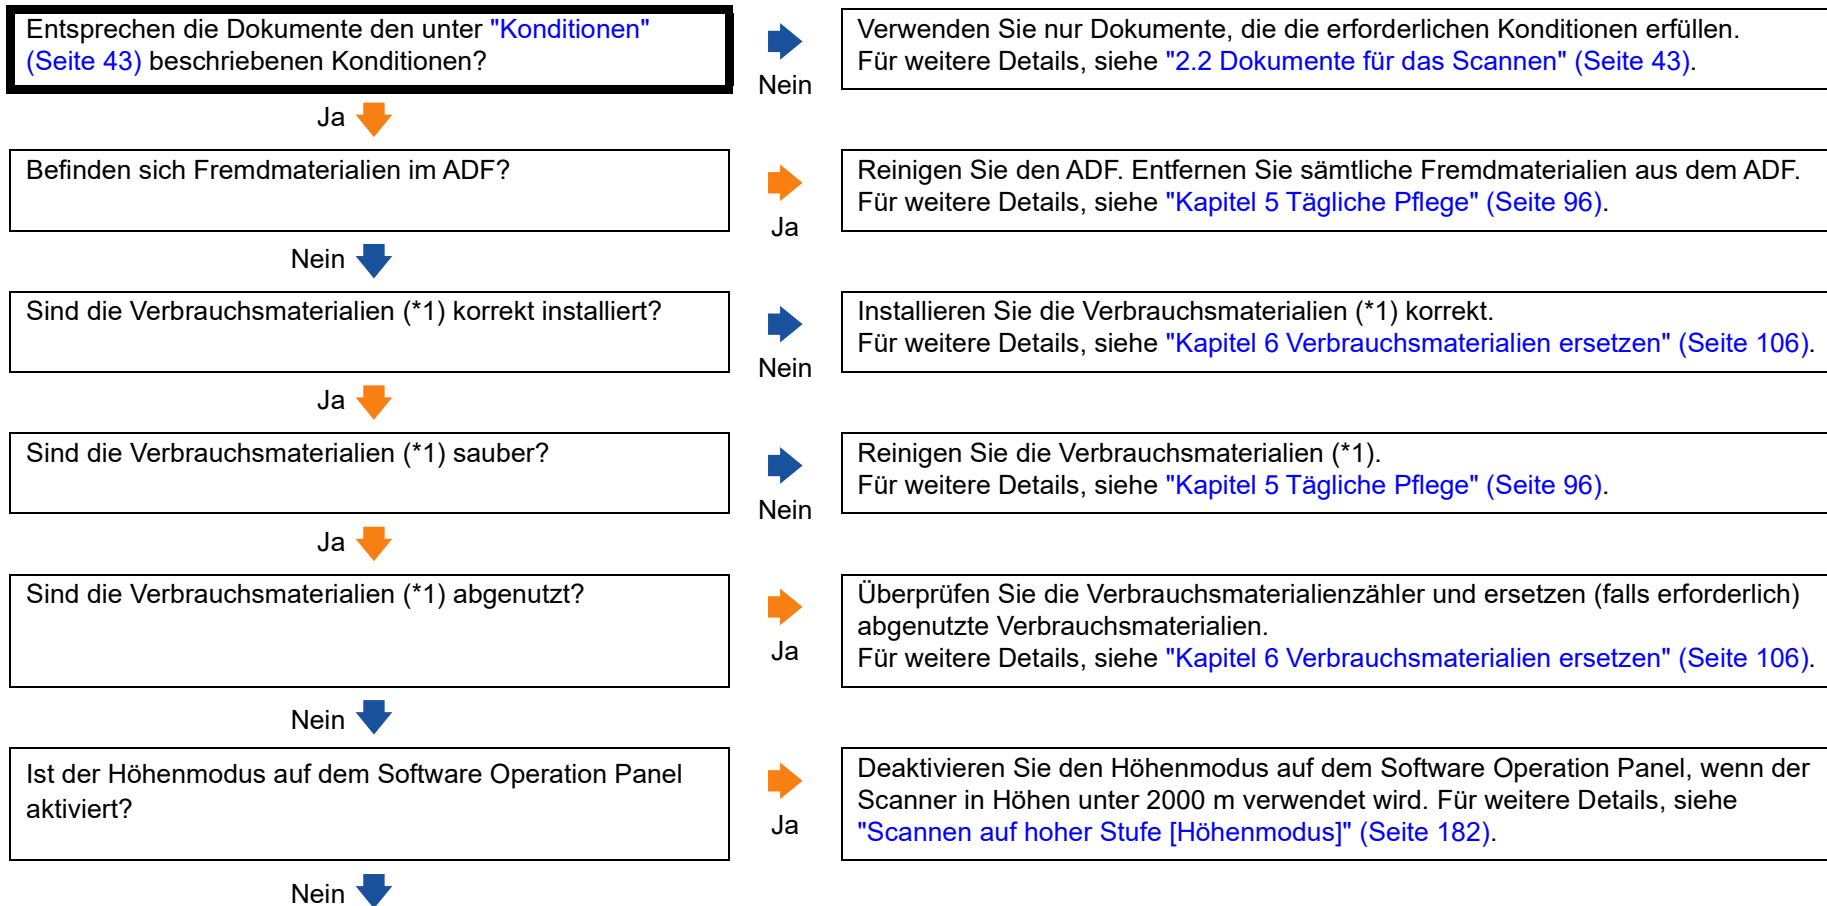 Entsprechen die Dokumente den unter "Konditionen"
(Seite 43) beschriebenen Konditionen?
Nein
Verwenden Sie nur Dokumente, die die erforderlichen Konditionen erfüllen.
Für weitere Details, siehe "2.2 Dokumente für das Scannen" (Seite 43).
Ja
Befinden sich Fremdmaterialien im ADF?
Ja
Reinigen Sie den ADF. Entfernen Sie sämtliche Fremdmaterialien aus dem ADF.
Für weitere Details, siehe "Kapitel 5 Tägliche Pflege" (Seite 96).
Nein
Sind die Verbrauchsmaterialien (*1) korrekt installiert?
Nein
Installieren Sie die Verbrauchsmaterialien (*1) korrekt.
Für weitere Details, siehe "Kapitel 6 Verbrauchsmaterialien ersetzen" (Seite 106).
Ja
Sind die Verbrauchsmaterialien (*1) sauber?
Nein
Reinigen Sie die Verbrauchsmaterialien (*1).
Für weitere Details, siehe "Kapitel 5 Tägliche Pflege" (Seite 96).
Ja
Sind die Verbrauchsmaterialien (*1) abgenutzt?
Ja
Überprüfen Sie die Verbrauchsmaterialienzähler und ersetzen (falls erforderlich)
abgenutzte Verbrauchsmaterialien.
Für weitere Details, siehe "Kapitel 6 Verbrauchsmaterialien ersetzen" (Seite 106).
Nein
Ist der Höhenmodus auf dem Software Operation Panel
aktiviert?
Ja
Deaktivieren Sie den Höhenmodus auf dem Software Operation Panel, wenn der
Scanner in Höhen unter 2000 m verwendet wird. Für weitere Details, siehe
"Scannen auf hoher Stufe [Höhenmodus]" (Seite 182).
Nein